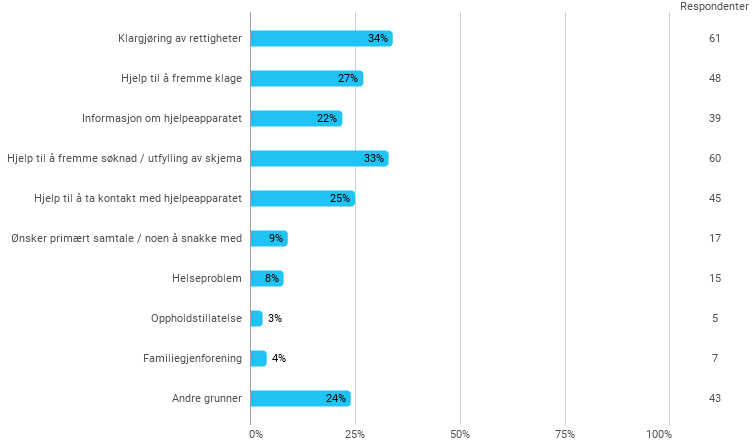 Respondenter
Klargjøring av rettigheter 34% 61
Hjelp til å fremme klage 27% 48
Informasjon om hjelpeapparatet 22% 39
Hjelp til å fremme søknad / utfylling av skjema 33% 60
Hjelp til å ta kontakt med hjelpeapparatet 25% 45
Ønsker primært samtale / noen å snakke med 9% 17
Helseproblem 8% 15
Oppholdstillatelse 3% 5
Familiegjenforening 4% 7
Andre grunner 24% 43
0% 25% 50% 75% 100%